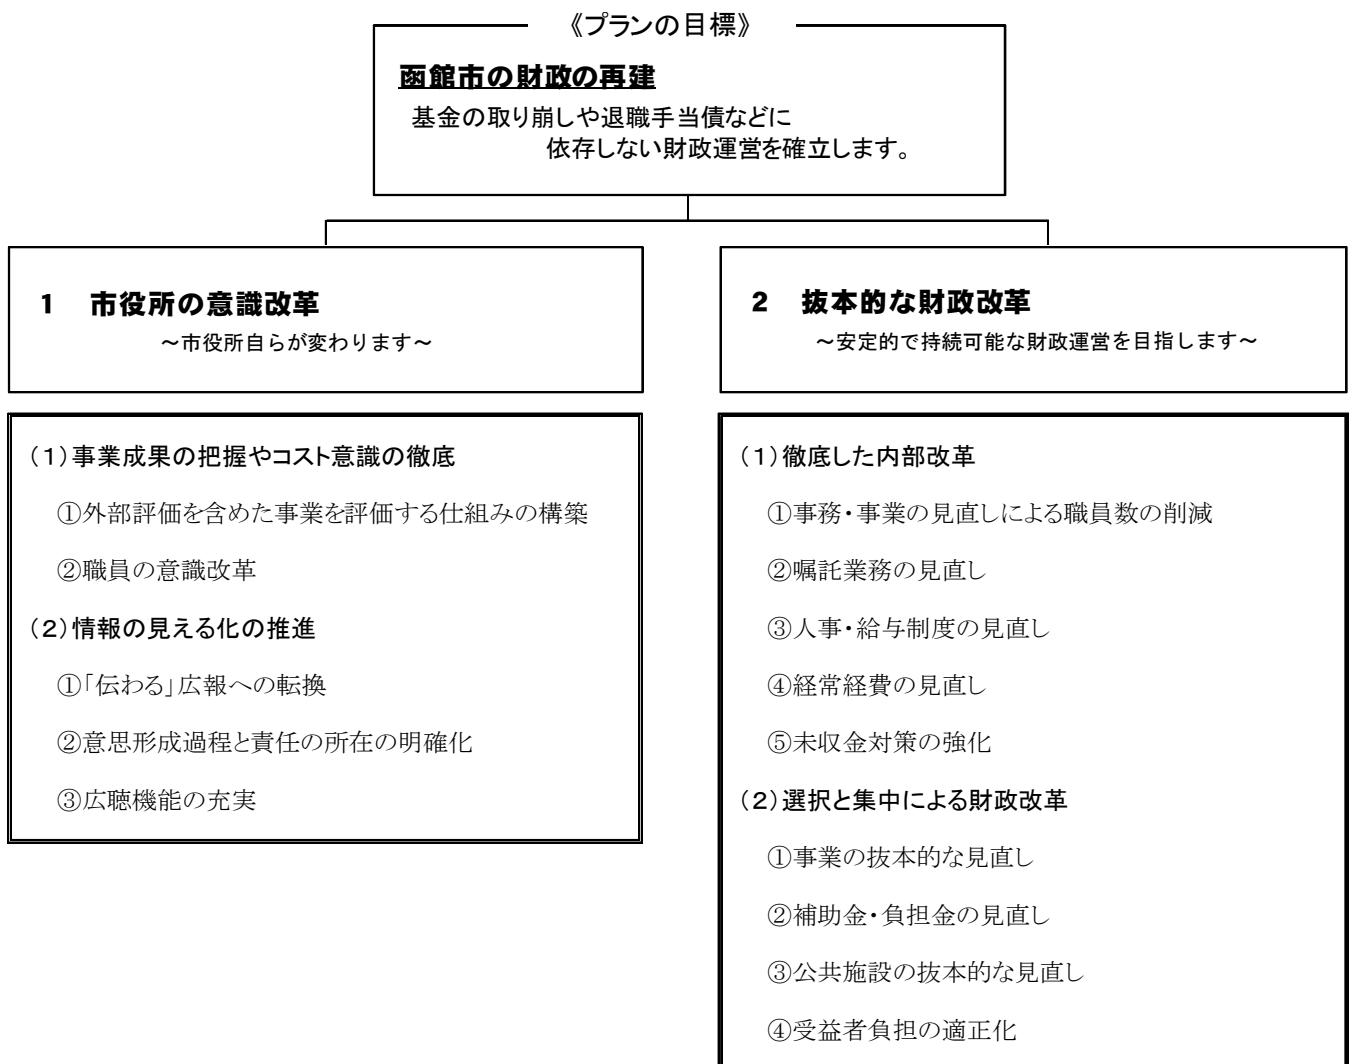 《プランの目標》
函館市の財政の再建
基金の取り崩しや退職手当債などに
依存しない財政運営を確立します。
1 市役所の意識改革
～市役所自らが変わります～
(1)事業成果の把握やコスト意識の徹底
①外部評価を含めた事業を評価する仕組みの構築
②職員の意識改革
(2)情報の見える化の推進
①「伝わる」広報への転換
②意思形成過程と責任の所在の明確化
③広聴機能の充実
2 抜本的な財政改革
～安定的で持続可能な財政運営を目指します～
(1)徹底した内部改革
①事務・事業の見直しによる職員数の削減
②嘱託業務の見直し
③人事・給与制度の見直し
④経常経費の見直し
⑤未収金対策の強化
(2)選択と集中による財政改革
①事業の抜本的な見直し
②補助金・負担金の見直し
③公共施設の抜本的な見直し
④受益者負担の適正化